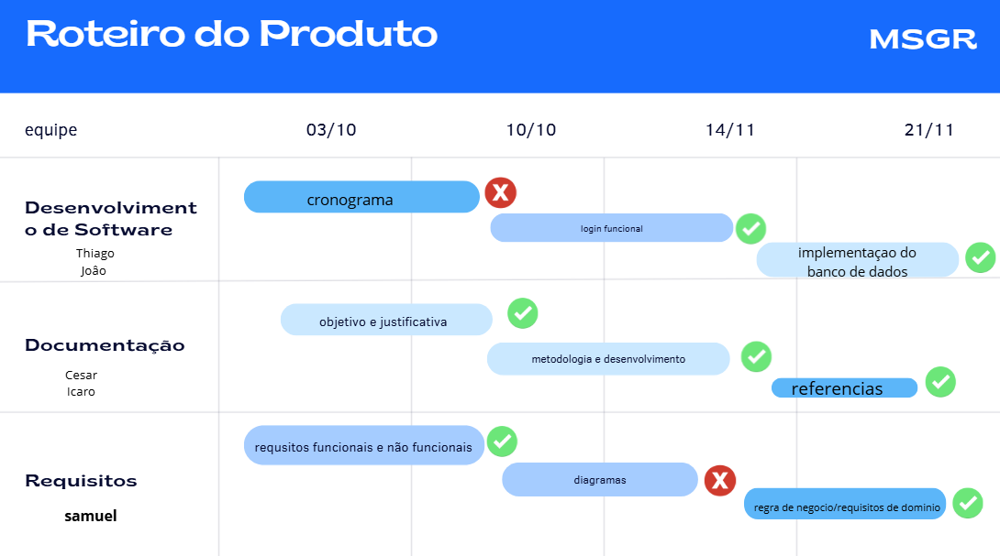 Roteiro do Produto
MSGR
equipe
03/10
10/10
14/11
21/11
Desenvolviment
o de Software
Thiago
Joâo
cronograma
login funcional
implementaçao do
banco de dados
Documentação
Cesar
Icaro
objetivo e justificativa
metodologia e desenvolvimento
referencias
Requisitos
samuel
requsitos funcionais e não funcionais
diagramas
regra de negocio/requisitos de dominio